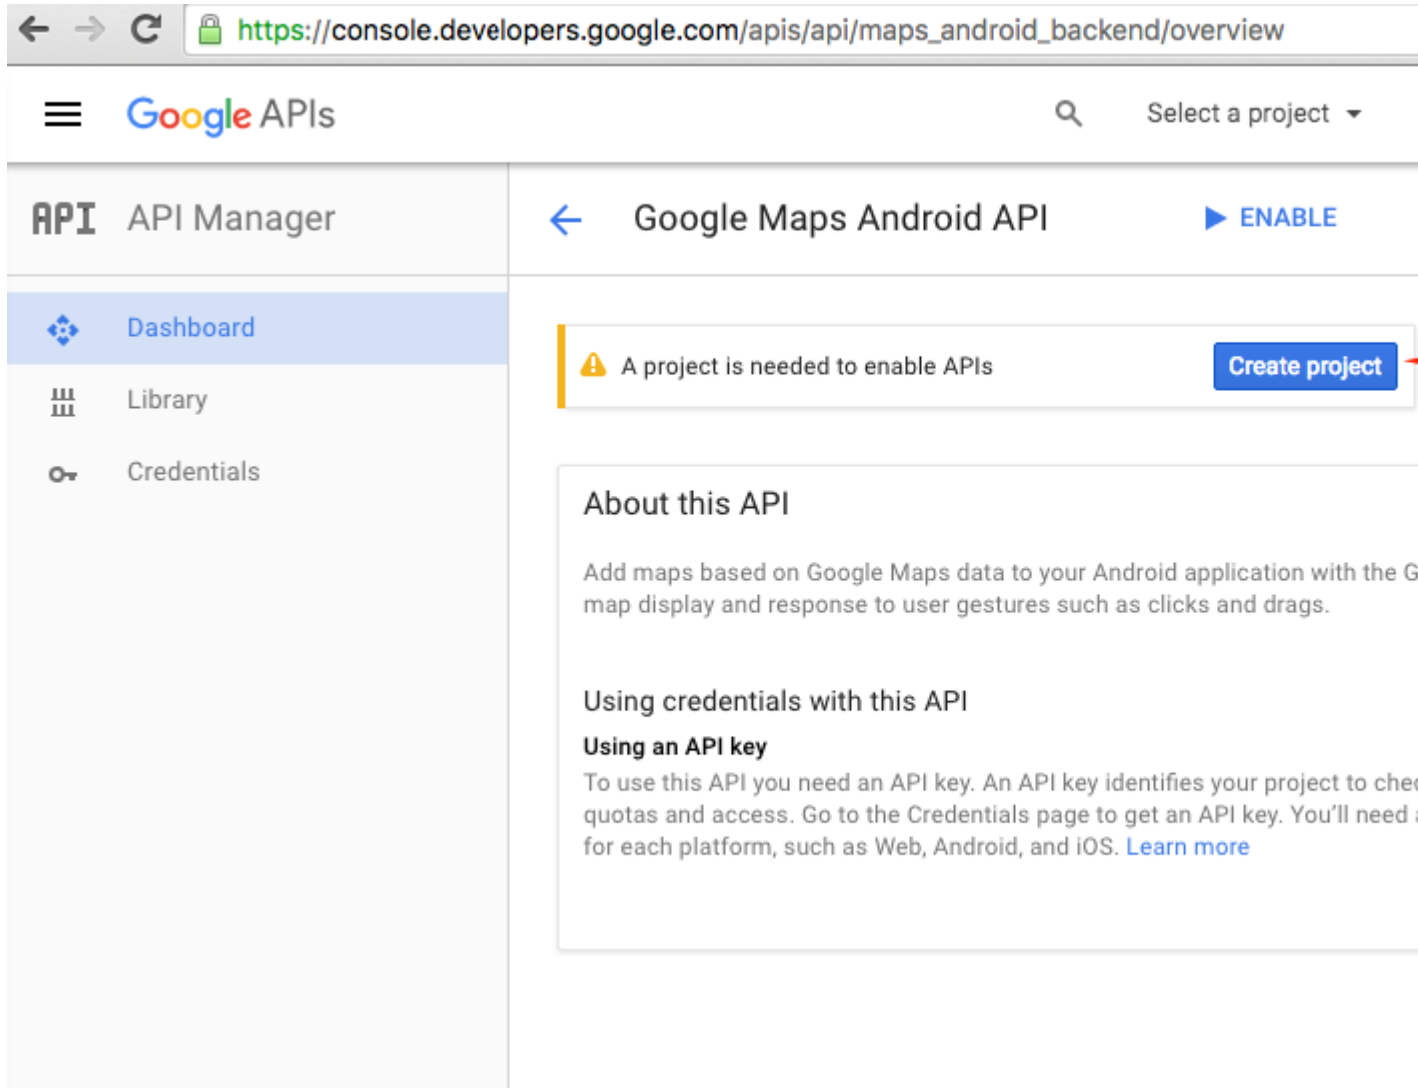 https://console.developers.google.com/apis/api/maps_android_backend/overview
Google APIs
Select a project
API API Manager
Google Maps Android API
ENABLE
Dashboard
Library
Credentials
A project is needed to enable APIs
Create project
About this API
Add maps based on Google Maps data to your Android application with the G
map display and response to user gestures such as clicks and drags.
Using credentials with this API
Using an API key
To use this API you need an API key. An API key identifies your project to chec
quotas and access. Go to the Credentials page to get an API key. You'll need
for each platform, such as Web, Android, and iOS. Learn more